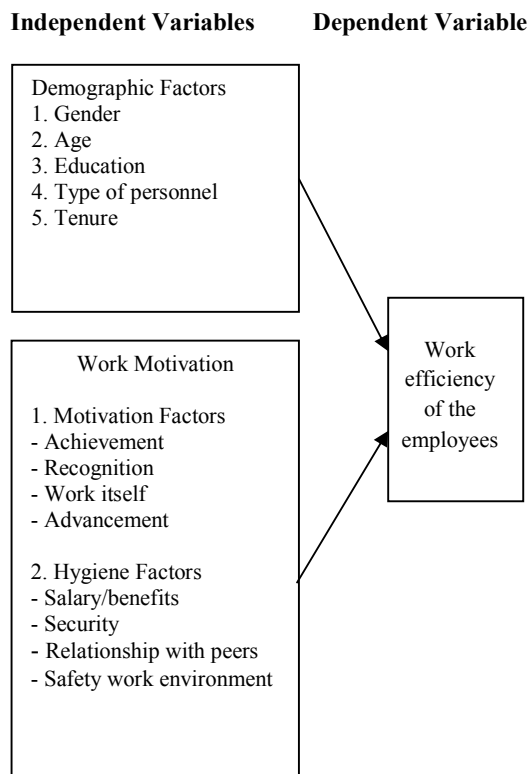 Independent Variables
Dependent Variable
Demographic Factors
1. Gender
2. Age
3. Education
4. Type of personnel
5. Tenure
Work Motivation
1. Motivation Factors
- Achievement
- Recognition
- Work itself
- Advancement
2. Hygiene Factors
- Salary/benefits
- Security
- Relationship with peers
- Safety work environment
Work
efficiency
of the
employees